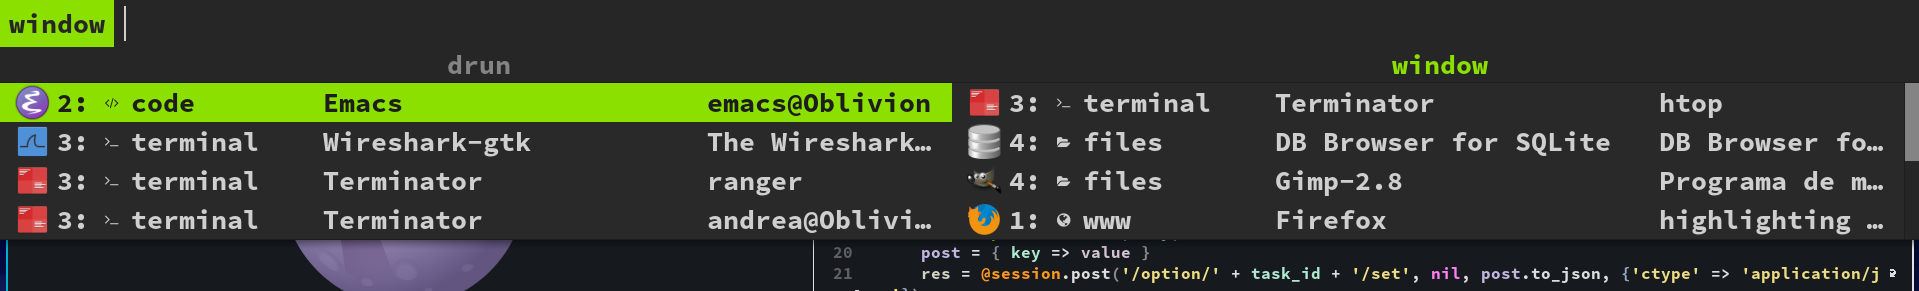 window
drun window
2: </> code Emacs emacs@Oblivion
3: >_ terminal Wireshark-gtk The Wireshark…
3: >_ terminal Terminator ranger
3: >_ terminal Terminator andrea@Oblivi…
3: >_ terminal Terminator htop
4: files DB Browser for SQLite DB Browser fo…
4: files Gimp-2.8 Programa de m…
1: www Firefox highlighting …
20 post = { key => value }
21 res = @session.post('/option/' + task_id + '/set', nil, post.to_json, {'ctype' => 'application/j